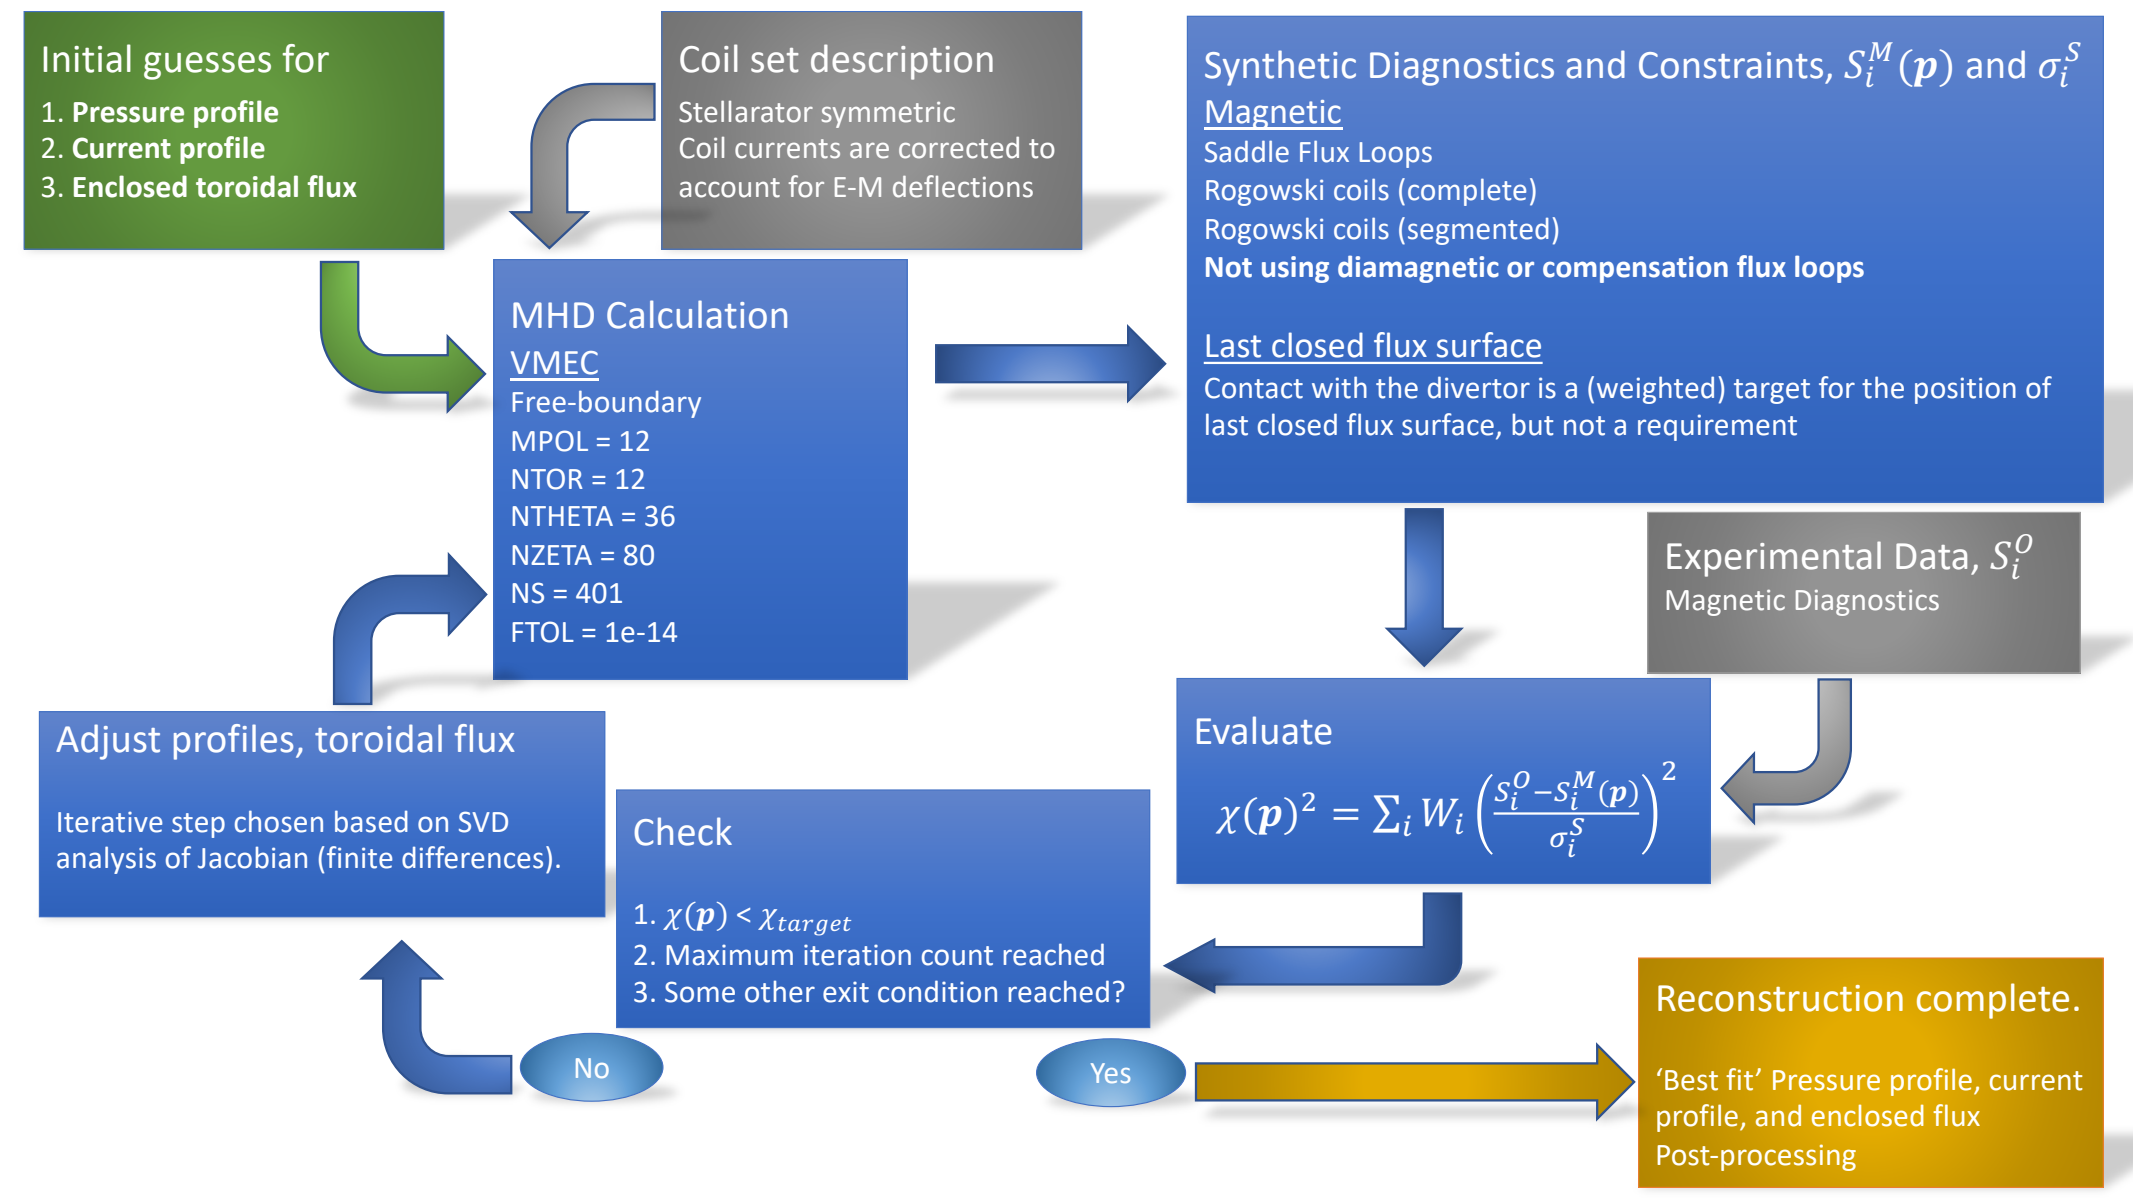 Initial guesses for
1. Pressure profile
2. Current profile
3. Enclosed toroidal flux
Coil set description
Stellarator symmetric
Coil currents are corrected to
account for E-M deflections
Synthetic Diagnostics and Constraints, S_i^M(p) and σ_i^S
Magnetic
Saddle Flux Loops
Rogowski coils (complete)
Rogowski coils (segmented)
Not using diamagnetic or compensation flux loops
Last closed flux surface
Contact with the divertor is a (weighted) target for the position of
last closed flux surface, but not a requirement
MHD Calculation
VMEC
Free-boundary
MPOL = 12
NTOR = 12
NTHETA = 36
NZETA = 80
NS = 401
FTOL = 1e-14
Experimental Data, S_i^O
Magnetic Diagnostics
Evaluate
χ(p)^2 = ∑_i W_i ((S_i^O − S_i^M(p)) / σ_i^S)^2
Adjust profiles, toroidal flux
Iterative step chosen based on SVD
analysis of Jacobian (finite differences).
Check
1. χ(p) < χ_target
2. Maximum iteration count reached
3. Some other exit condition reached?
No
Yes
Reconstruction complete.
‘Best fit’ Pressure profile, current
profile, and enclosed flux
Post-processing